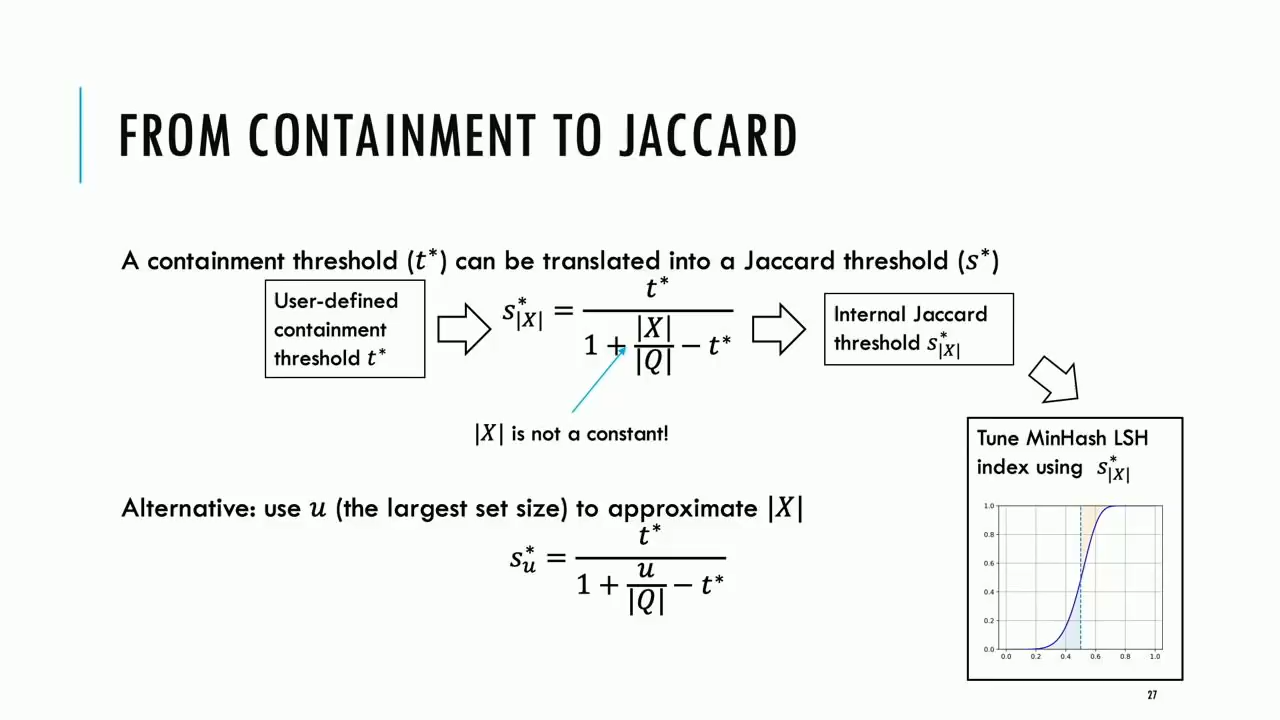 FROM CONTAINMENT TO JACCARD
A containment threshold (t*) can be translated into a Jaccard threshold (s*)
User-defined
containment
threshold t*
s*|X| = t* / (1 + |X|/|Q| − t*)
Internal Jaccard
threshold s*|X|
|X| is not a constant!
Tune MinHash LSH
index using s*|X|
Alternative: use u (the largest set size) to approximate |X|
s*u = t* / (1 + u/|Q| − t*)
1.0
0.8
0.6
0.4
0.2
0.0
0.0 0.2 0.4 0.6 0.8 1.0
27